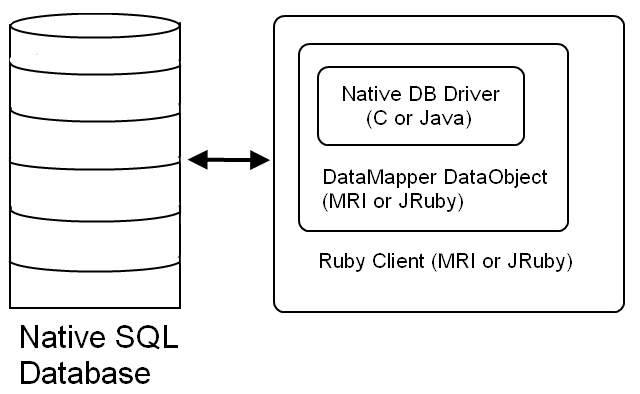 Native DB Driver
(C or Java)
DataMapper DataObject
(MRI or JRuby)
Ruby Client (MRI or JRuby)
Native SQL
Database